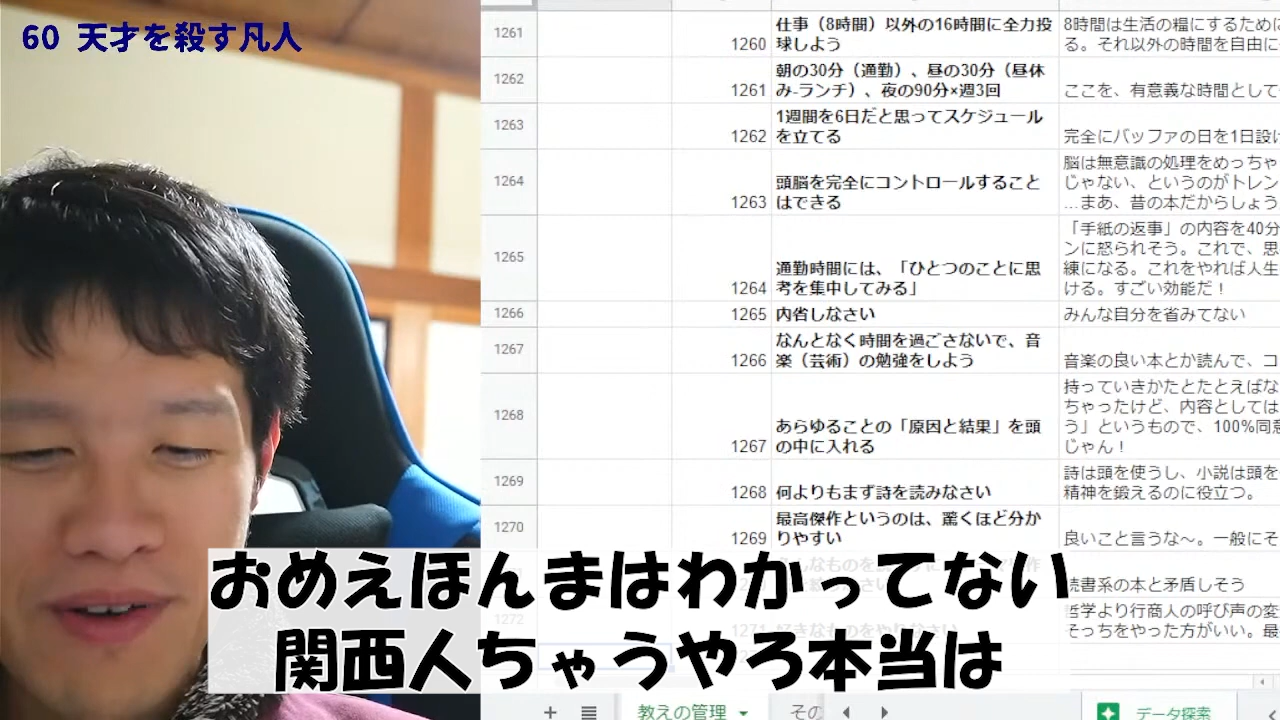 60 天才を殺す凡人
1261
1260
仕事（8時間）以外の16時間に全力投
球しよう
8時間は生活の糧にするために
る。それ以外の時間を自由に
1262
1261
朝の30分（通勤）、昼の30分（昼休
み-ランチ）、夜の90分×週3回
ここを、有意義な時間として
1263
1262
1週間を6日だと思ってスケジュール
を立てる
完全にバッファの日を1日設け
1264
1263
頭脳を完全にコントロールすること
はできる
脳は無意識の処理をめっちゃ
じゃない、というのがトレン
…まあ、昔の本だからしょう
1265
1264
通勤時間には、「ひとつのことに思
考を集中してみる」
「手紙の返事」の内容を40分
ンに怒られそう。これで、思
練になる。これをやれば人生
ける。すごい効能だ！
1266
1265
内省しなさい
みんな自分を省みてない
1267
1266
なんとなく時間を過ごさないで、音
楽（芸術）の勉強をしよう
音楽の良い本とか読んで、コ
1268
1267
あらゆることの「原因と結果」を頭
の中に入れる
持っていきかたとたとえばな
ちゃったけど、内容としては
う」というもので、100%同意
じゃん！
1269
1268
何よりもまず詩を読みなさい
詩は頭を使うし、小説は頭を
精神を鍛えるのに役立つ。
1270
1269
最高傑作というのは、驚くほど分か
りやすい
良いこと言うな〜。一般にそ
読書系の本と矛盾しそう
1272
1271
好きなものをやりなさい
哲学より行商人の呼び声の変
そっちをやった方がいい。最
おめえほんまはわかってない
関西人ちゃうやろ本当は
教えの管理
その
データ探索